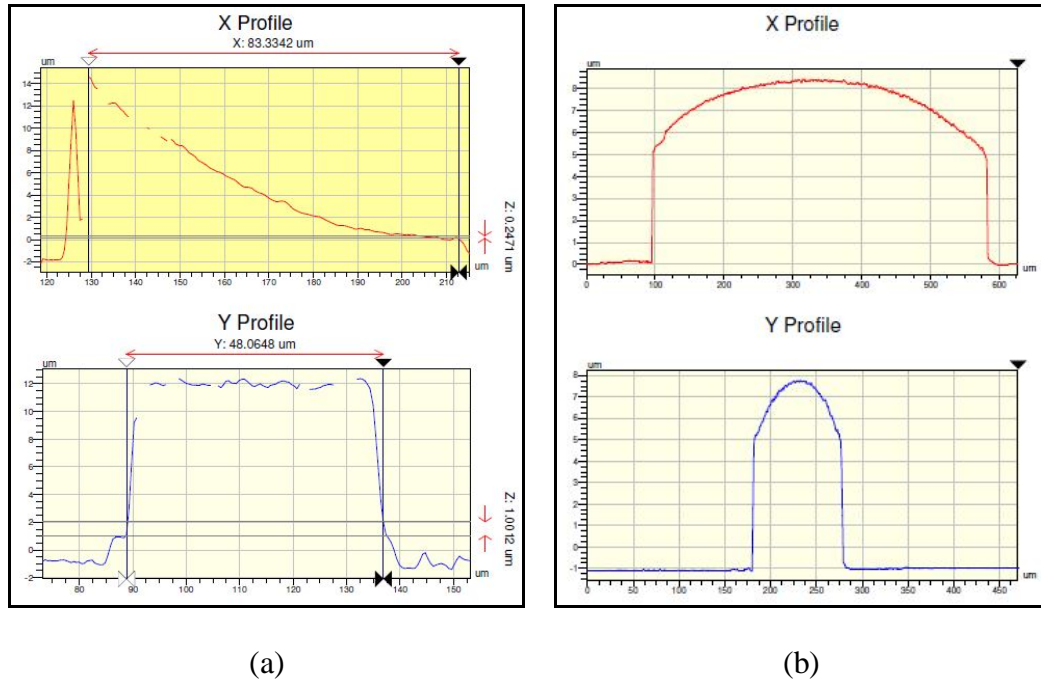 X Profile
X: 83.3342 um
um
14
12
10
8
6
4
2
0
-2
120 130 140 150 160 170 180 190 200 210
um
Z: 0.2471 um
Y Profile
Y: 48.0648 um
um
12
10
8
6
4
2
0
-2
80 90 100 110 120 130 140 150
um
Z: 1.0012 um
(a)
X Profile
um
8
7
6
5
4
3
2
1
0
0 100 200 300 400 500 600
um
Y Profile
um
8
7
6
5
4
3
2
1
0
-1
0 50 100 150 200 250 300 350 400 450
um
(b)